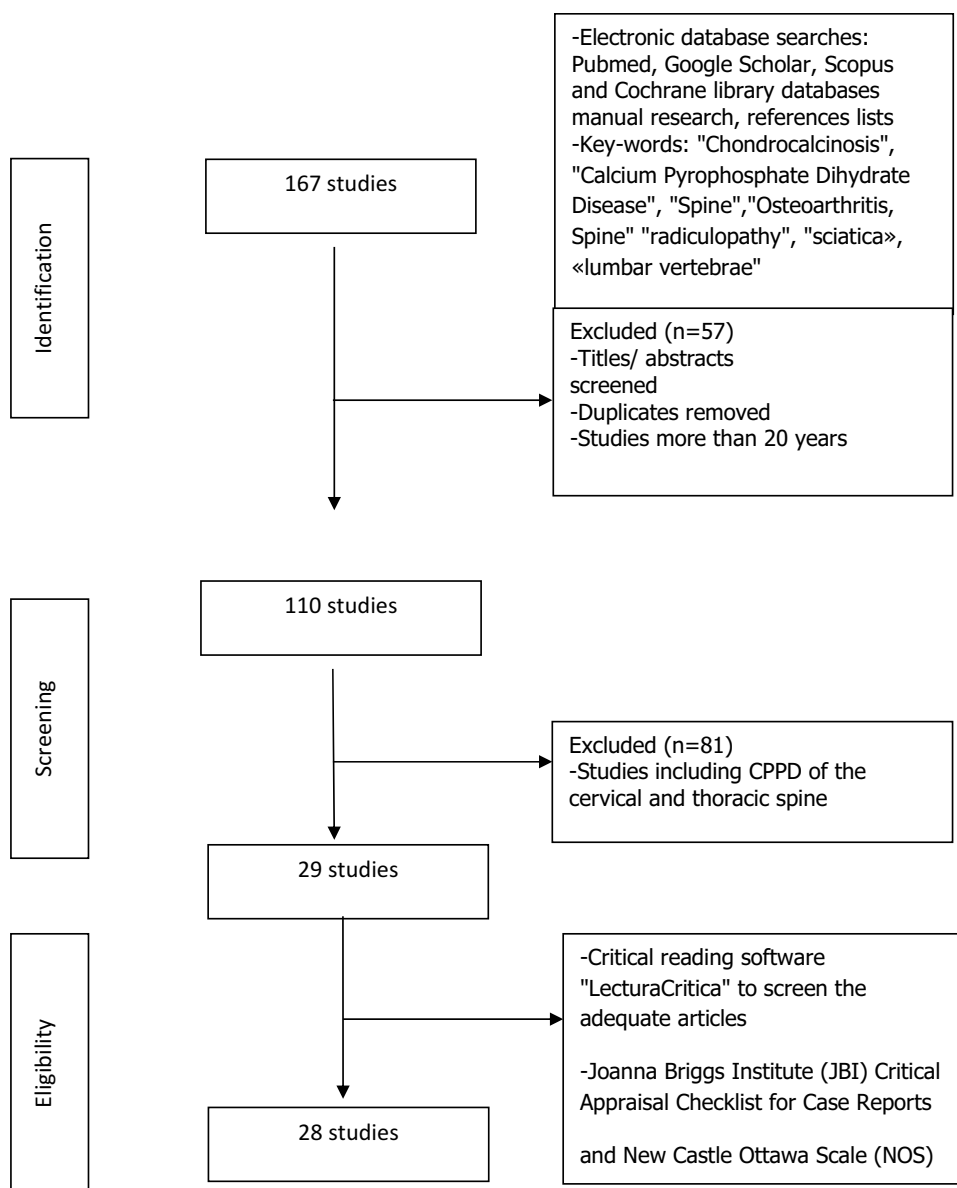 -Electronic database searches:
Pubmed, Google Scholar, Scopus
and Cochrane library databases
manual research, references lists
-Key-words: "Chondrocalcinosis",
"Calcium Pyrophosphate Dihydrate
Disease", "Spine","Osteoarthritis,
Spine" "radiculopathy", "sciatica»,
«lumbar vertebrae"
Identification
167 studies
Excluded (n=57)
-Titles/ abstracts
screened
-Duplicates removed
-Studies more than 20 years
Screening
110 studies
Excluded (n=81)
-Studies including CPPD of the
cervical and thoracic spine
29 studies
Eligibility
-Critical reading software
"LecturaCritica" to screen the
adequate articles
-Joanna Briggs Institute (JBI) Critical
Appraisal Checklist for Case Reports
and New Castle Ottawa Scale (NOS)
28 studies